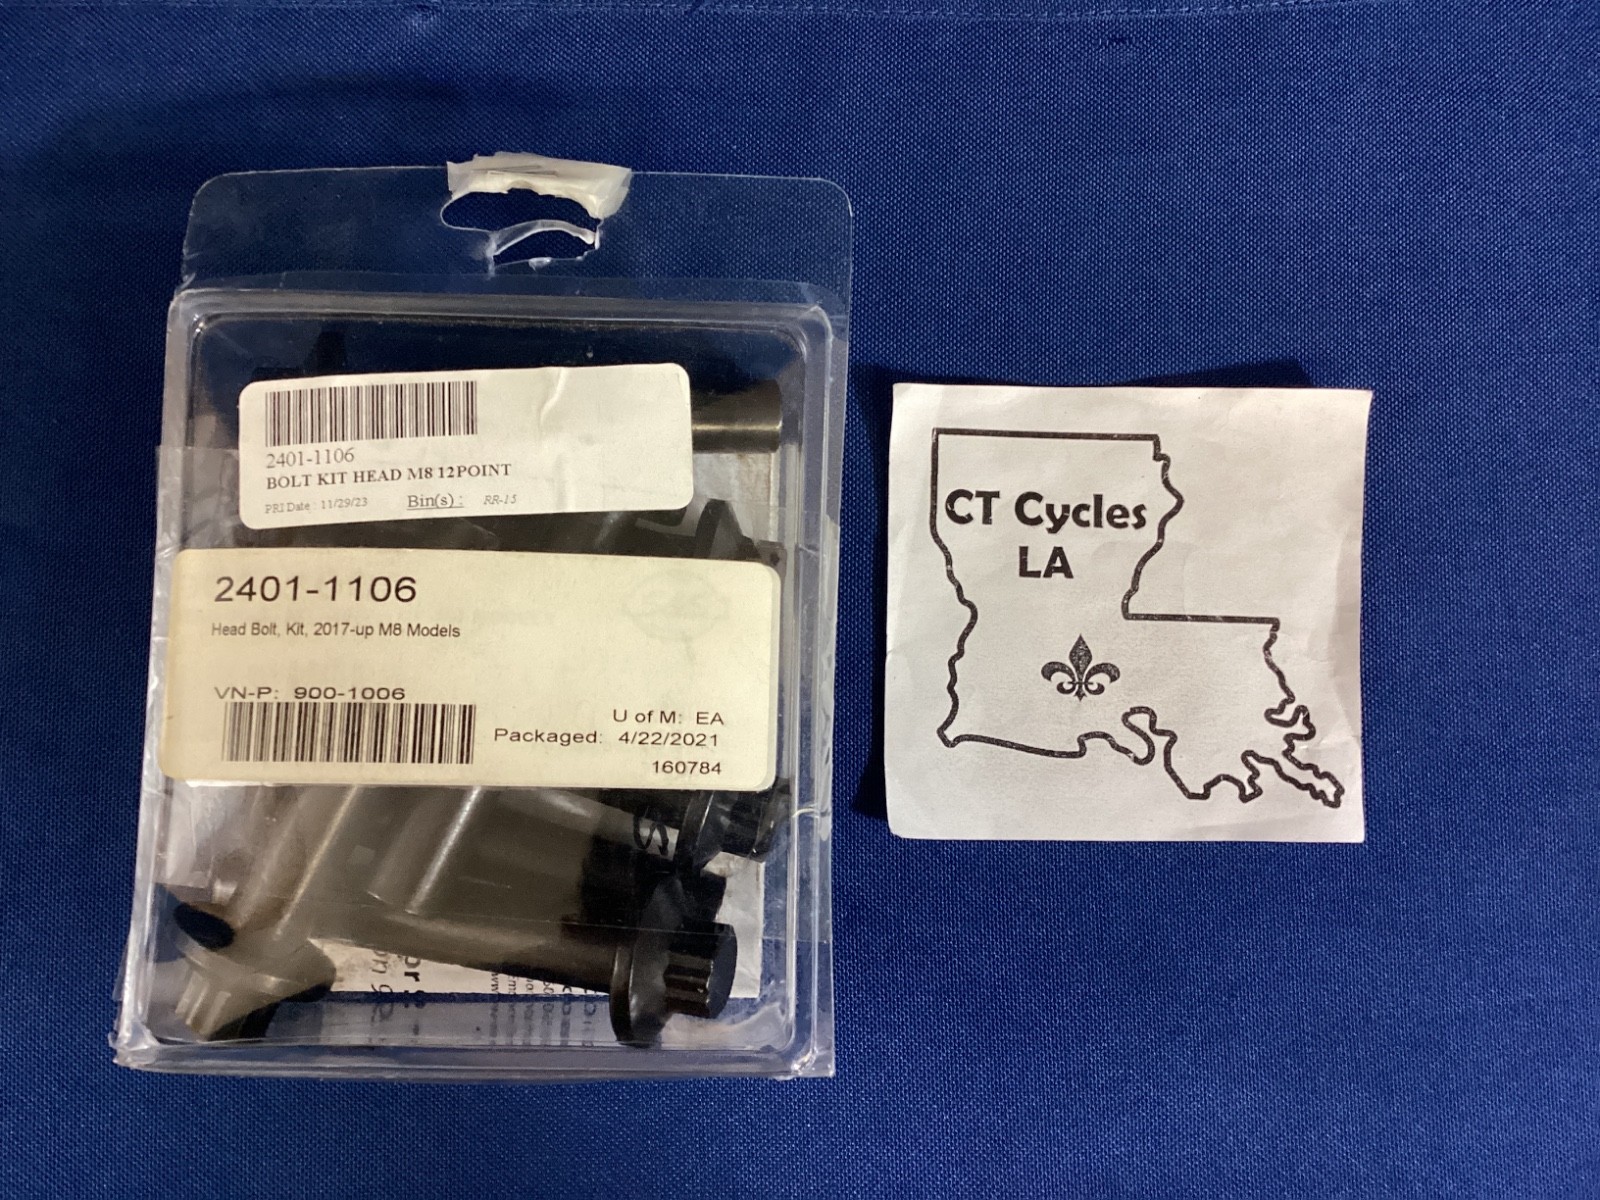 2401-1106
BOLT KIT HEAD M8 12POINT
PRI Date : 11/29/23 Bin(s) : RR-15
2401-1106
Head Bolt, Kit, 2017-up M8 Models
VN-P: 900-1006
U of M: EA
Packaged: 4/22/2021
160784
CT Cycles
LA